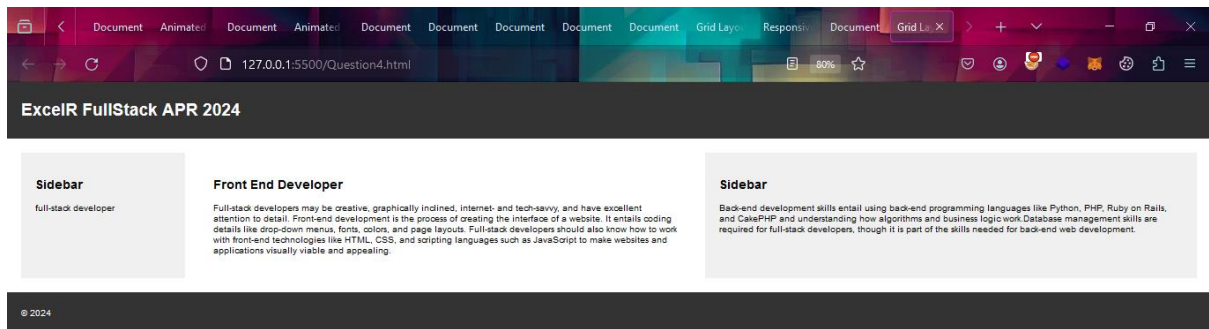 Document Animated Document Animated Document Document Document Document Document Grid Layo Responsiv Document Grid La
127.0.0.1:5500/Question4.html 80%
ExcelR FullStack APR 2024
Sidebar
full-stack developer
Front End Developer
Full-stack developers may be creative, graphically inclined, internet- and tech-savvy, and have excellent
attention to detail. Front-end development is the process of creating the interface of a website. It entails coding
details like drop-down menus, fonts, colors, and page layouts. Full-stack developers should also know how to work
with front-end technologies like HTML, CSS, and scripting languages such as JavaScript to make websites and
applications visually viable and appealing.
Sidebar
Back-end development skills entail using back-end programming languages like Python, PHP, Ruby on Rails,
and CakePHP and understanding how algorithms and business logic work.Database management skills are
required for full-stack developers, though it is part of the skills needed for back-end web development.
© 2024